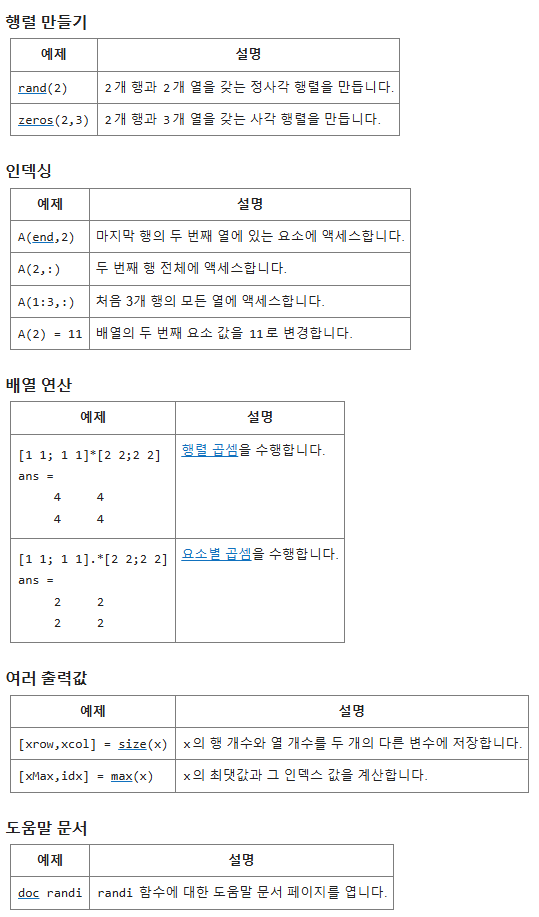 행렬 만들기
예제 설명
rand(2) 2개 행과 2개 열을 갖는 정사각 행렬을 만듭니다.
zeros(2,3) 2개 행과 3개 열을 갖는 사각 행렬을 만듭니다.
인덱싱
예제 설명
A(end,2) 마지막 행의 두 번째 열에 있는 요소에 액세스합니다.
A(2,:) 두 번째 행 전체에 액세스합니다.
A(1:3,:) 처음 3개 행의 모든 열에 액세스합니다.
A(2) = 11 배열의 두 번째 요소 값을 11로 변경합니다.
배열 연산
예제 설명
[1 1; 1 1]*[2 2;2 2] 행렬 곱셈을 수행합니다.
ans =
4 4
4 4
[1 1; 1 1].*[2 2;2 2] 요소별 곱셈을 수행합니다.
ans =
2 2
2 2
여러 출력값
예제 설명
[xrow,xcol] = size(x) x의 행 개수와 열 개수를 두 개의 다른 변수에 저장합니다.
[xMax,idx] = max(x) x의 최댓값과 그 인덱스 값을 계산합니다.
도움말 문서
예제 설명
doc randi randi 함수에 대한 도움말 문서 페이지를 엽니다.